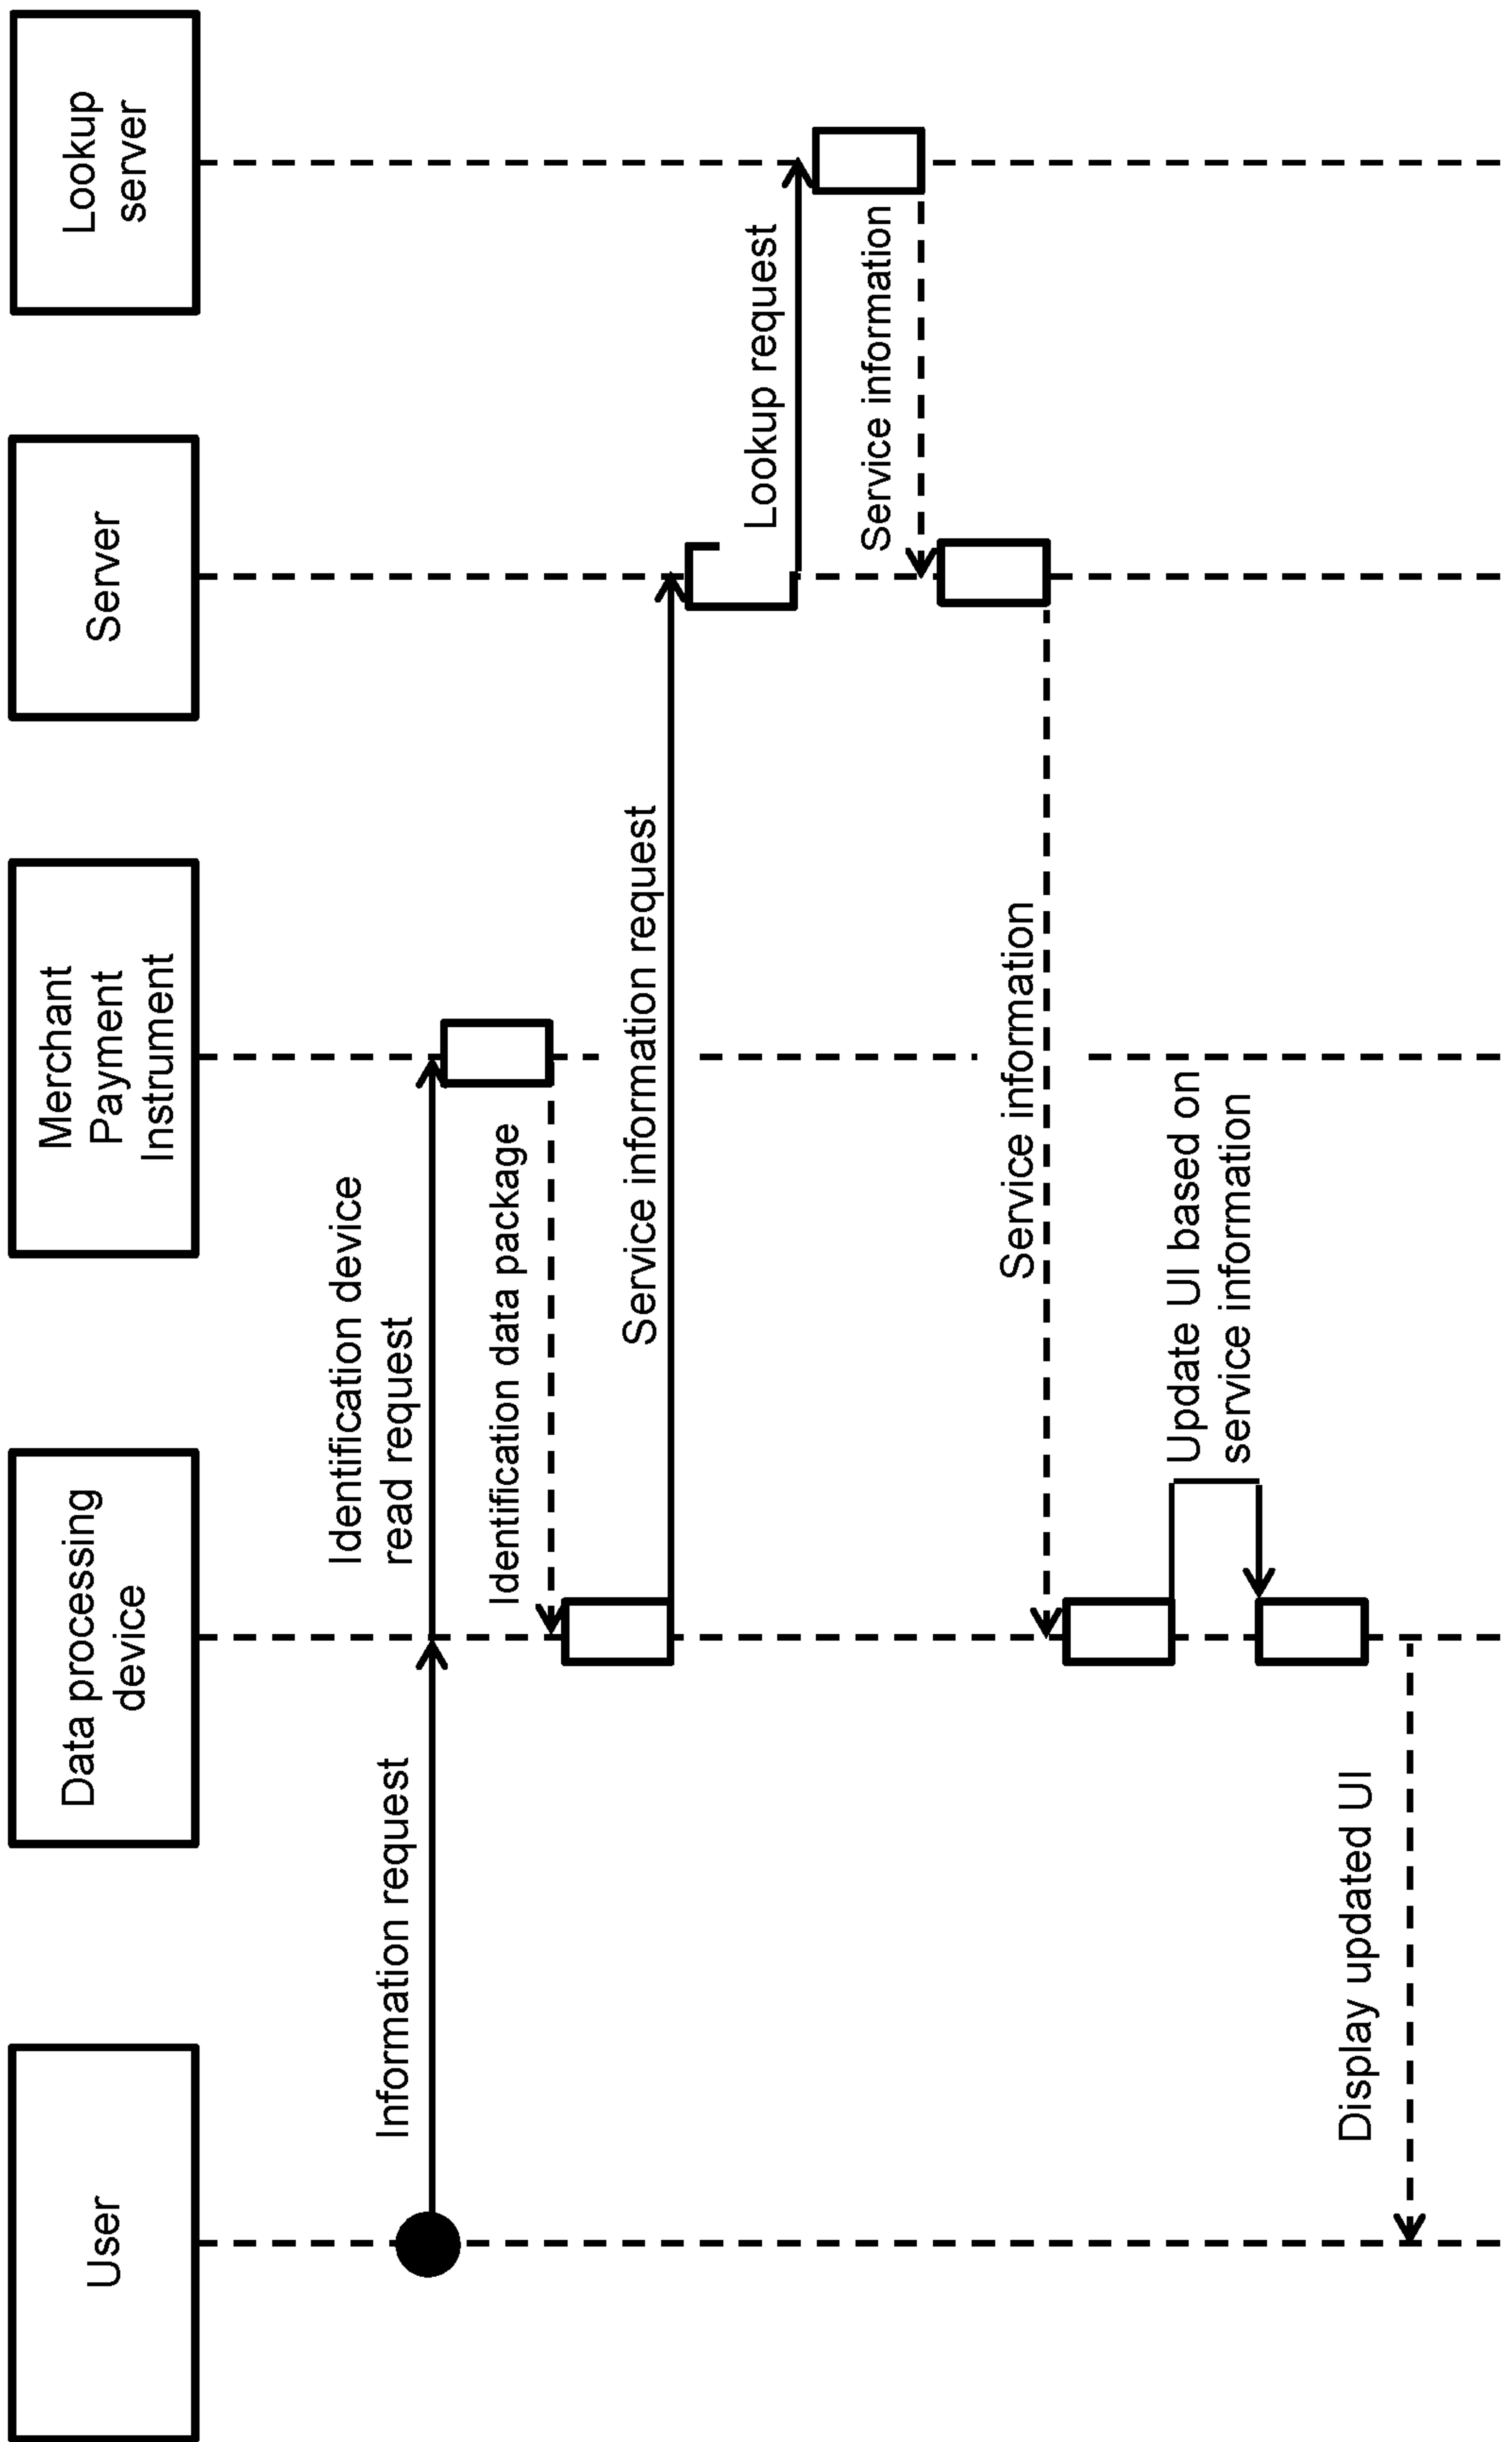 User
Data processing
device
Merchant
Payment
Instrument
Server
Lookup
server
Information request
Identification device
read request
Identification data package
Service information request
Lookup request
Service information
Service information
Update UI based on
service information
Display updated UI